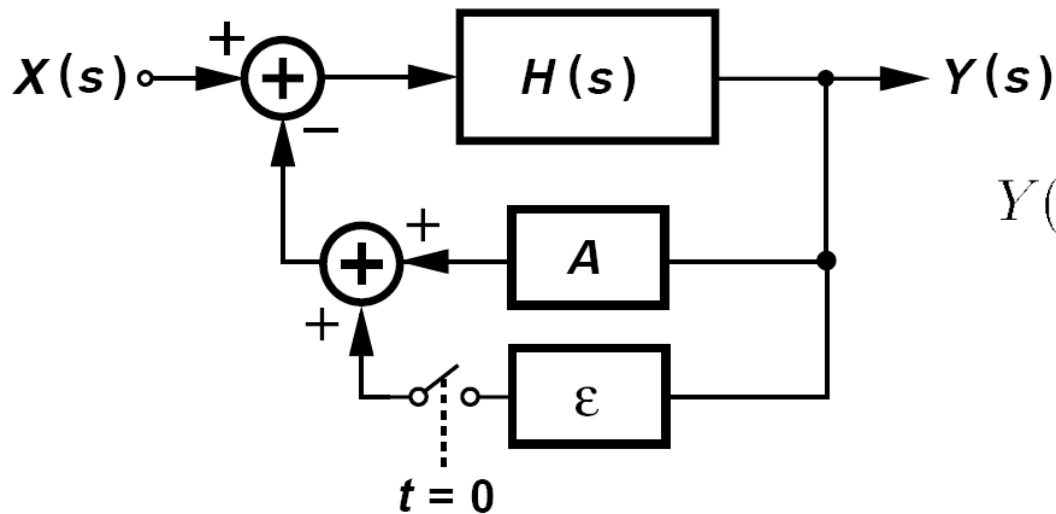 +
X(s)
+
H(s)
Y(s)
−
Y(
+
A
+
+
ε
t = 0